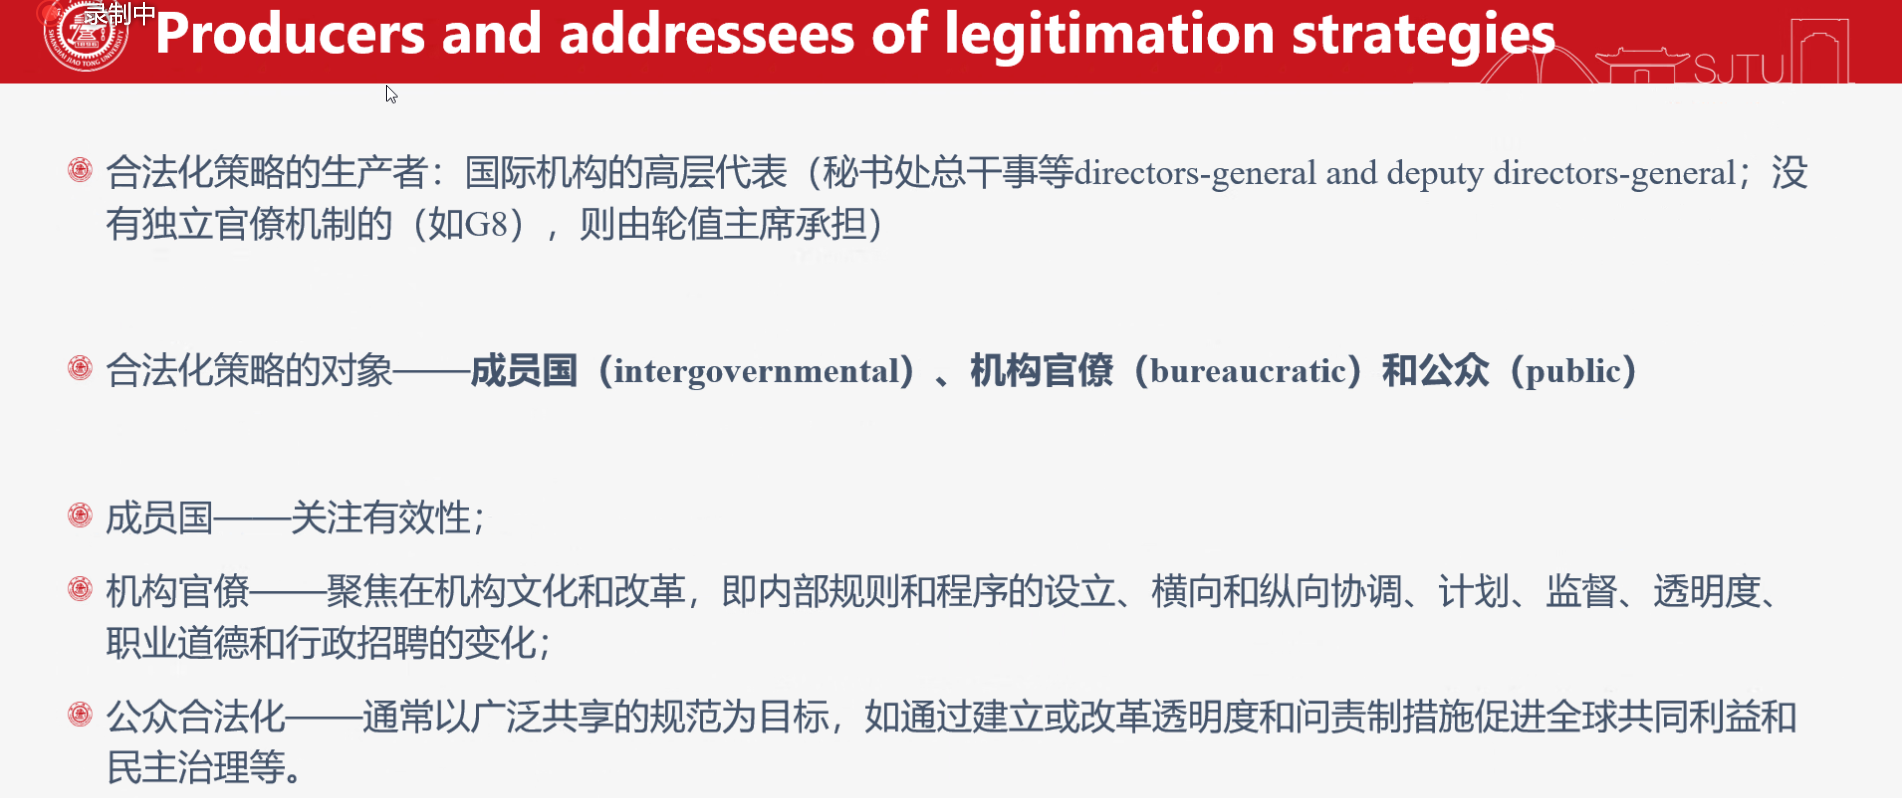 录制中
Producers and addressees of legitimation strategies
SJTU
合法化策略的生产者：国际机构的高层代表（秘书处总干事等directors-general and deputy directors-general；没
有独立官僚机制的（如G8），则由轮值主席承担）
合法化策略的对象——成员国（intergovernmental）、机构官僚（bureaucratic）和公众（public）
成员国——关注有效性；
机构官僚——聚焦在机构文化和改革，即内部规则和程序的设立、横向和纵向协调、计划、监督、透明度、
职业道德和行政招聘的变化；
公众合法化——通常以广泛共享的规范为目标，如通过建立或改革透明度和问责制措施促进全球共同利益和
民主治理等。